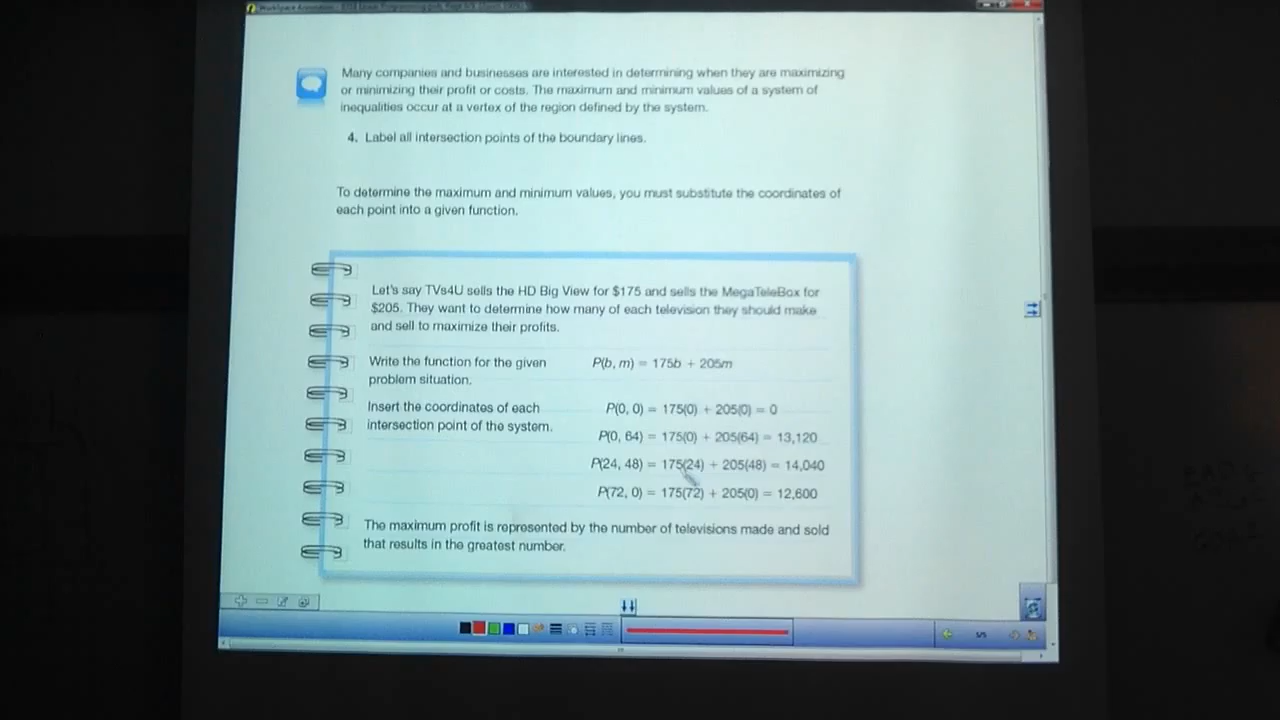 Many companies and businesses are interested in determining when they are maximizing
or minimizing their profit or costs. The maximum and minimum values of a system of
inequalities occur at a vertex of the region defined by the system.
4. Label all intersection points of the boundary lines.
To determine the maximum and minimum values, you must substitute the coordinates of
each point into a given function.
Let's say TVs4U sells the HD Big View for $175 and sells the MegaTeleBox for
$205. They want to determine how many of each television they should make
and sell to maximize their profits.
Write the function for the given P(b, m) = 175b + 205m
problem situation.
Insert the coordinates of each P(0, 0) = 175(0) + 205(0) = 0
intersection point of the system.
P(0, 64) = 175(0) + 205(64) = 13,120
P(24, 48) = 175(24) + 205(48) = 14,040
P(72, 0) = 175(72) + 205(0) = 12,600
The maximum profit is represented by the number of televisions made and sold
that results in the greatest number.
5/5